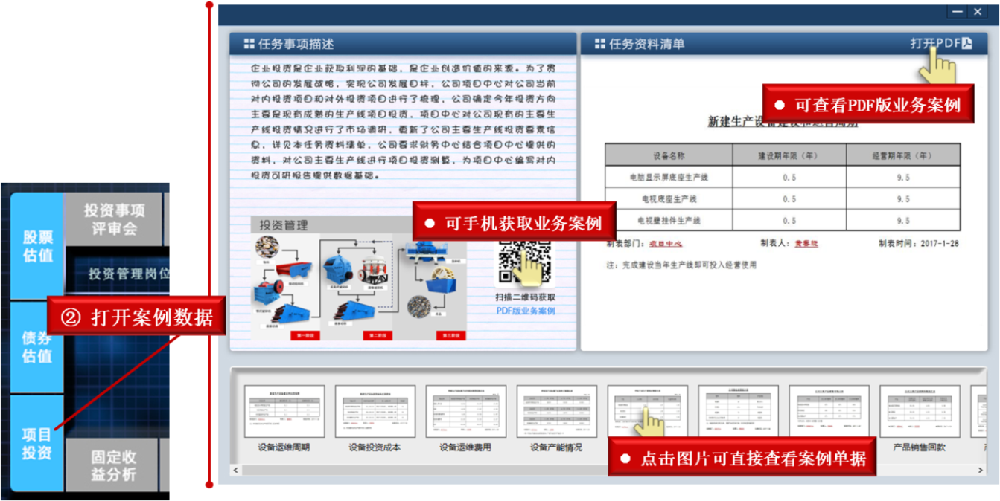 任务事项描述
企业投资是企业获取利润的基础，是企业创造价值的来源。为了贯
彻公司的发展战略，实现公司发展目标，公司项目中心对公司当前
对内投资项目和对外投资项目进行了梳理，公司确定今年投资方向
主要是现有成熟的生产线项目投资，项目中心对公司现有的主要生
产线投资情况进行了市场调研，更新了公司主要生产线投资要素信
息，详见本任务资料清单，公司要求财务中心结合项目中心提供的
资料，对公司主要生产线进行项目投资测算，为项目中心编写对内
投资可研报告提供数据基础。
投资管理
第一阶段
第二阶段
第三阶段
● 可手机获取业务案例
扫描二维码获取
PDF版业务案例
任务资料清单
打开PDF
● 可查看PDF版业务案例
新建生产设备建设和运营周期
设备名称 建设期年限（年） 经营期年限（年）
电脑显示屏底座生产线 0.5 9.5
电视底座生产线 0.5 9.5
电视壁挂件生产线 0.5 9.5
制表部门：项目中心 制表人： 制表时间：2017-1-28
注：完成建设当年生产线即可投入经营使用
股票
估值
债券
估值
项目
投资
投资事项
评审会
投资管理岗位
② 打开案例数据
固定收
益分析
设备运维周期
设备投资成本
设备运维费用
设备产能情况
● 点击图片可直接查看案例单据
产品销售回款